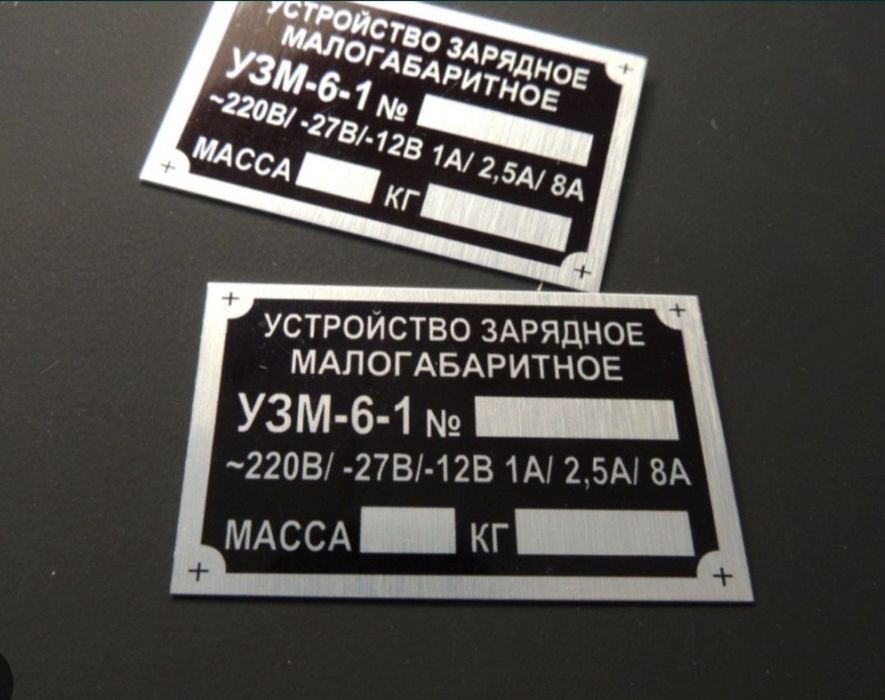 УСТРОЙСТВО ЗАРЯДНОЕ
МАЛОГАБАРИТНОЕ
УЗМ-6-1 №
~220В/ -27В/-12В 1А/ 2,5А/ 8А
МАССА КГ
УСТРОЙСТВО ЗАРЯДНОЕ
МАЛОГАБАРИТНОЕ
УЗМ-6-1 №
~220В/ -27В/-12В 1А/ 2,5А/ 8А
МАССА КГ